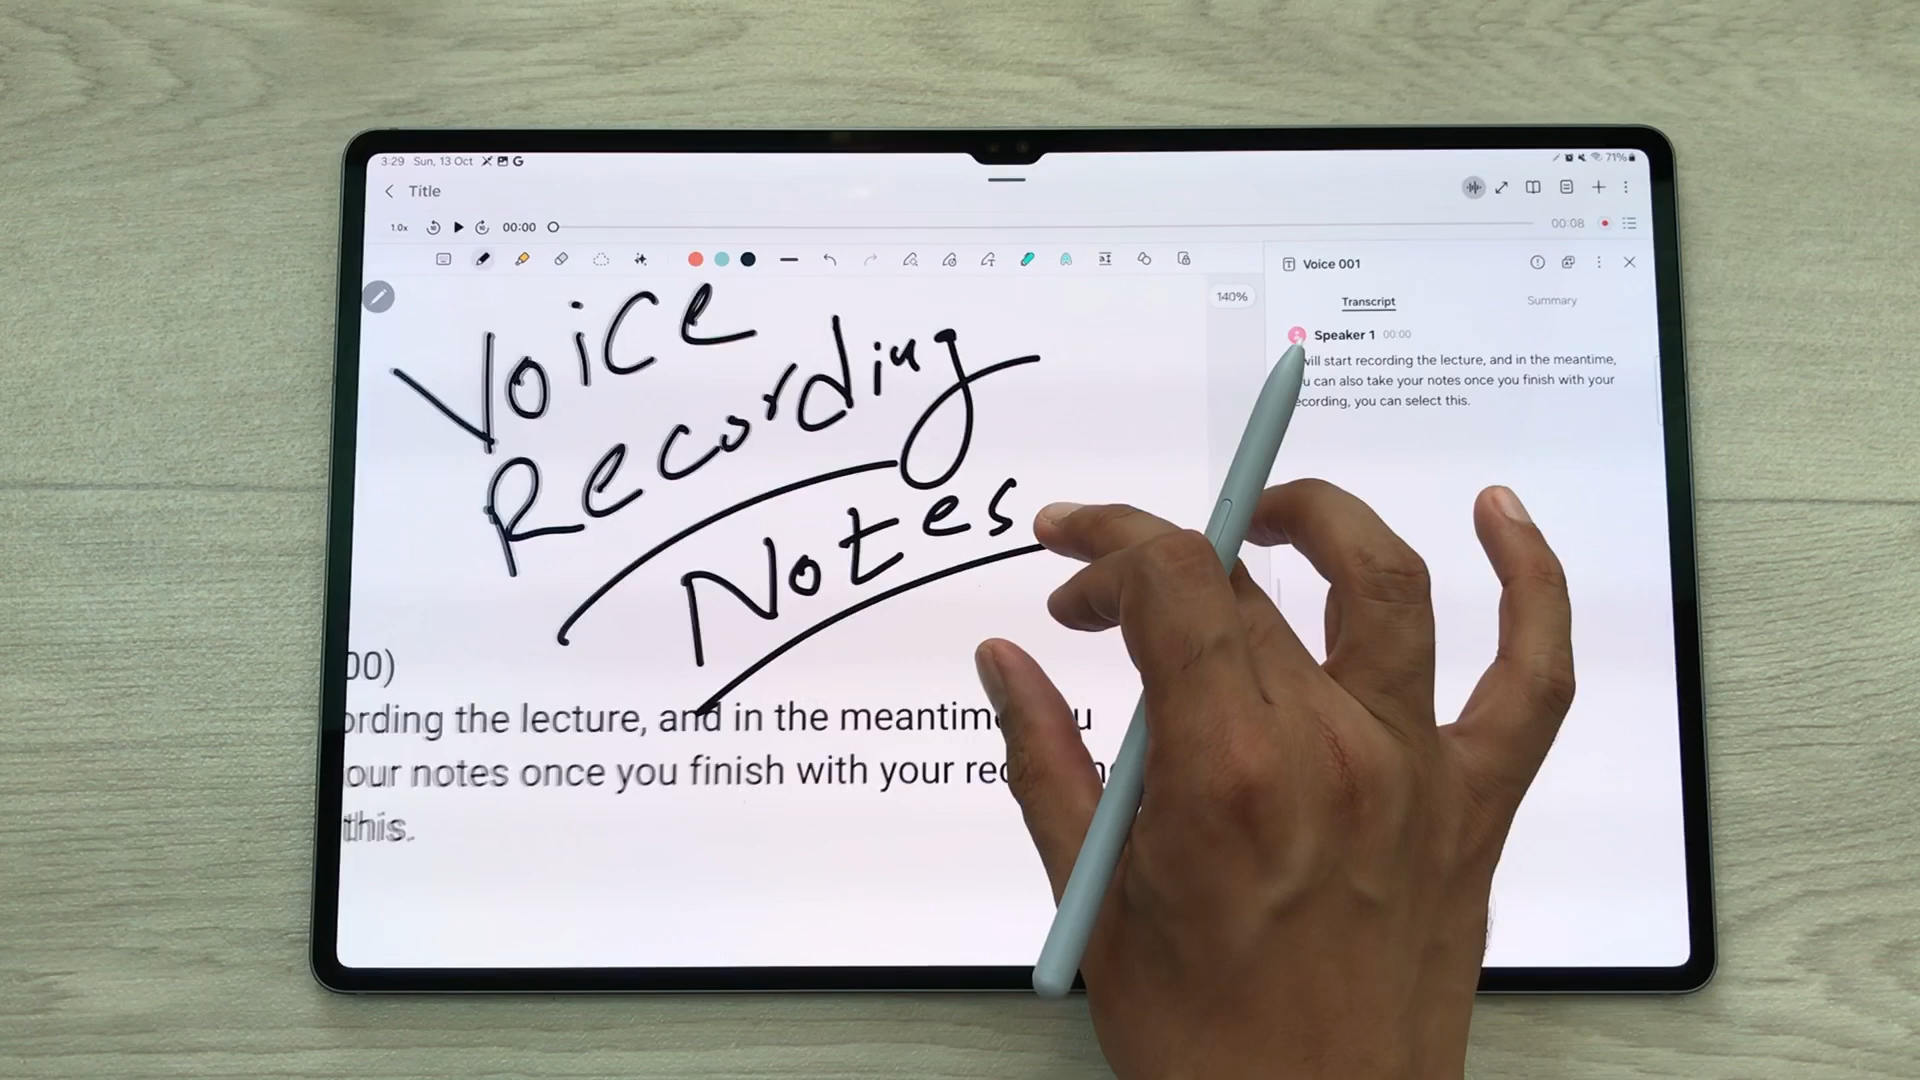 3:29 Sun, 13 Oct
71%
Title
1.0x
00:00
00:08
140%
Voice 001
Transcript
Summary
Speaker 1 00:00
will start recording the lecture, and in the meantime,
can also take your notes once you finish with your
ecording, you can select this.
Voice
Recording
Notes
00)
ording the lecture, and in the meantim u
our notes once you finish with your
this.